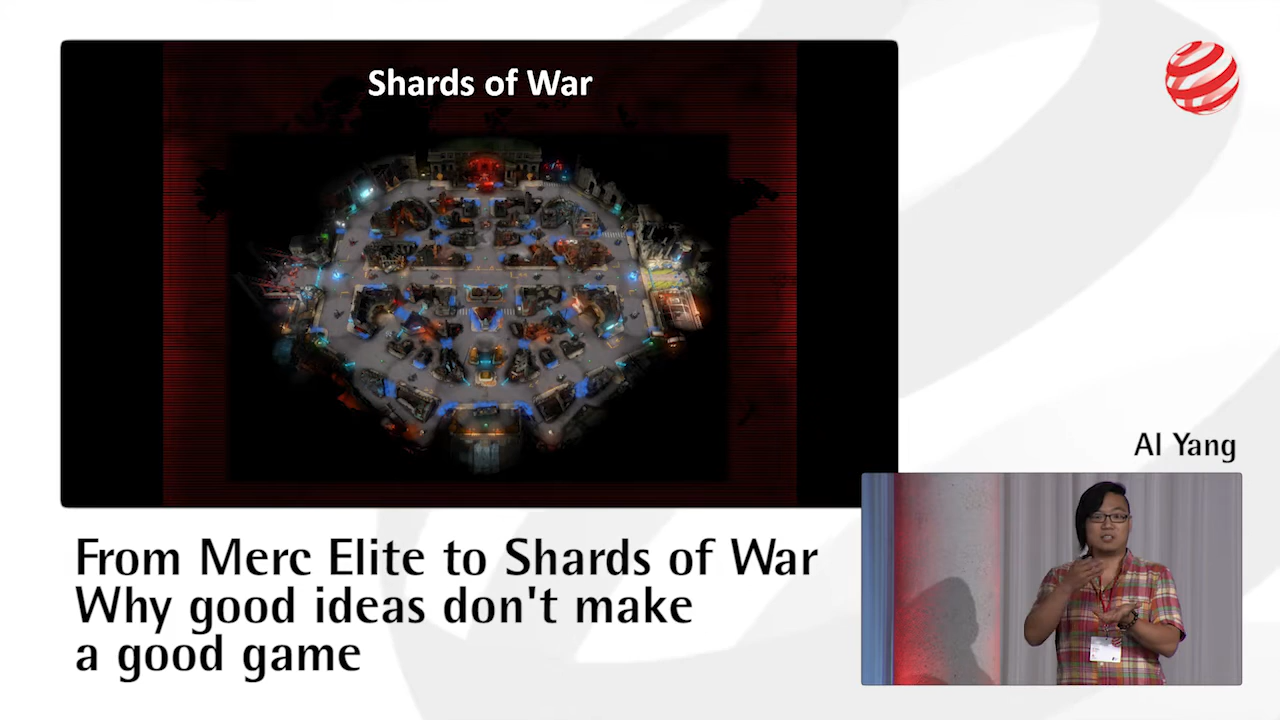 Shards of War
Al Yang
From Merc Elite to Shards of War
Why good ideas don't make
a good game